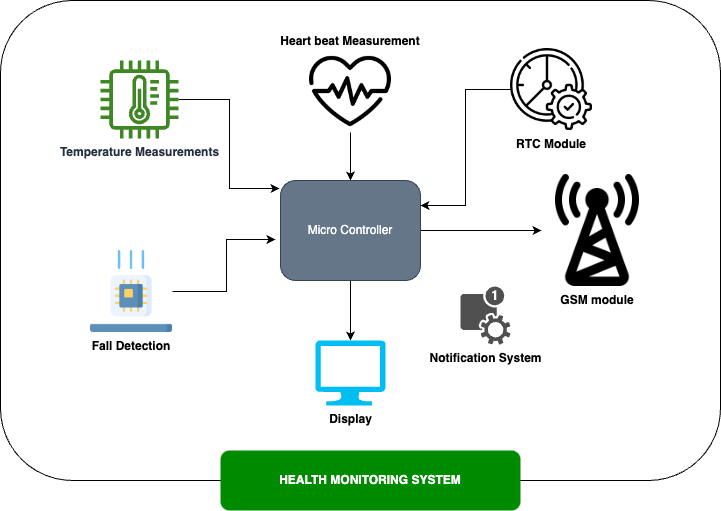 Heart beat Measurement
Temperature Measurements
RTC Module
Micro Controller
GSM module
1
Fall Detection
Notification System
Display
HEALTH MONITORING SYSTEM